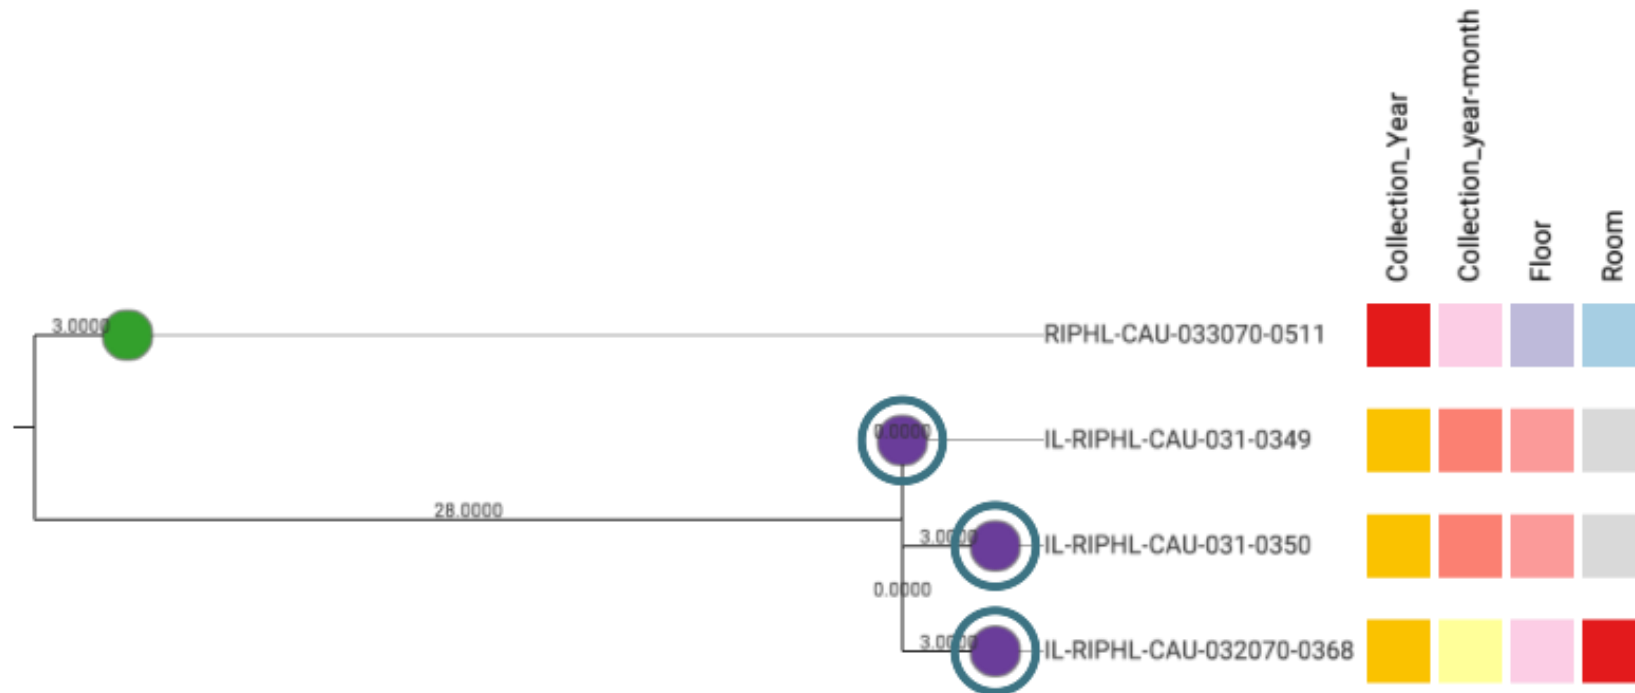 Collection_Year
Collection_year-month
Floor
Room
3.0000
RIPHL-CAU-033070-0511
0.0000
IL-RIPHL-CAU-031-0349
28.0000
3.0000
IL-RIPHL-CAU-031-0350
0.0000
3.0000
IL-RIPHL-CAU-032070-0368